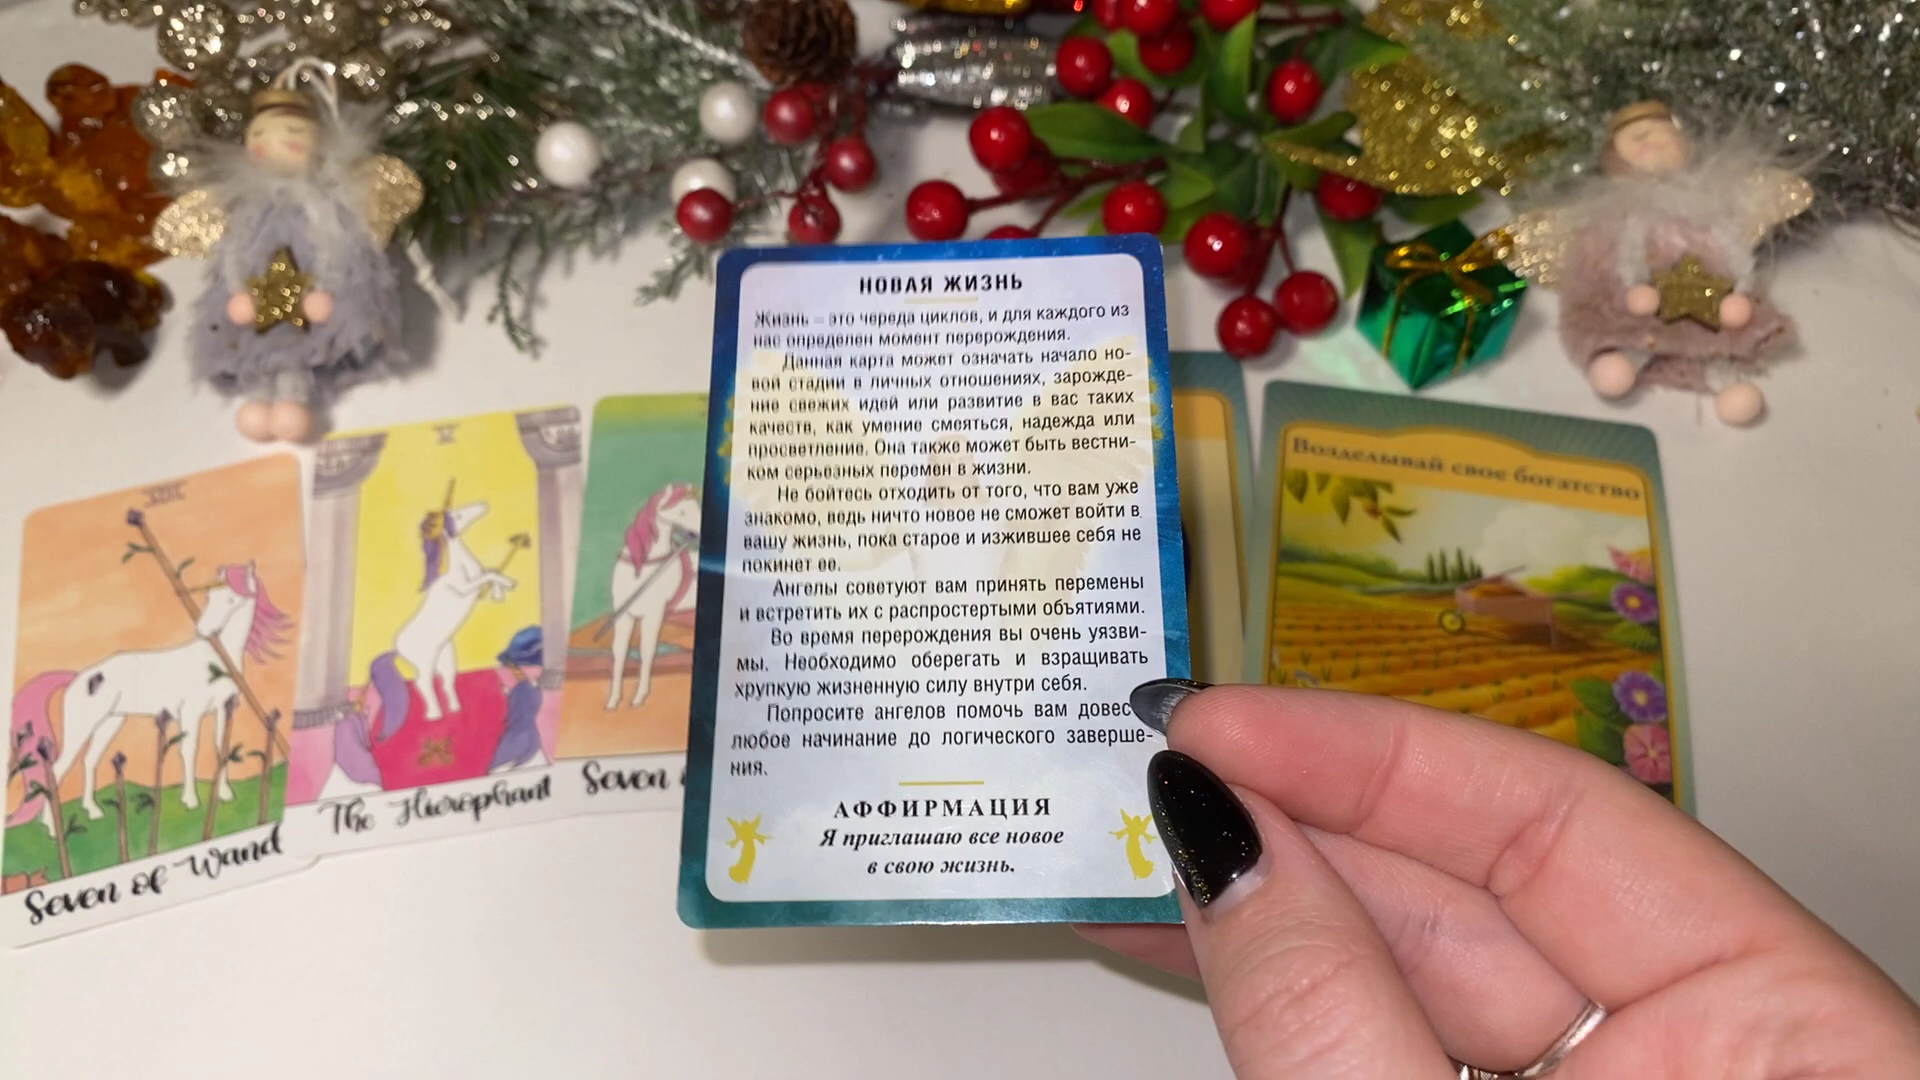 НОВАЯ ЖИЗНЬ
Жизнь – это череда циклов, и для каждого из
нас определен момент перерождения.
Данная карта может означать начало но-
вой стадии в личных отношениях, зарожде-
ние свежих идей или развитие в вас таких
качеств, как умение смеяться, надежда или
просветление. Она также может быть вестни-
ком серьезных перемен в жизни.
Не бойтесь отходить от того, что вам уже
знакомо, ведь ничто новое не сможет войти в
вашу жизнь, пока старое и изжившее себя не
покинет ее.
Ангелы советуют вам принять перемены
и встретить их с распростертыми объятиями.
Во время перерождения вы очень уязви-
мы. Необходимо оберегать и взращивать
хрупкую жизненную силу внутри себя.
Попросите ангелов помочь вам довес
любое начинание до логического заверше-
ния.
АФФИРМАЦИЯ
Я приглашаю все новое
в свою жизнь.
Возделывай свое богатство
Seven of Wand
The Hierophant
Seven